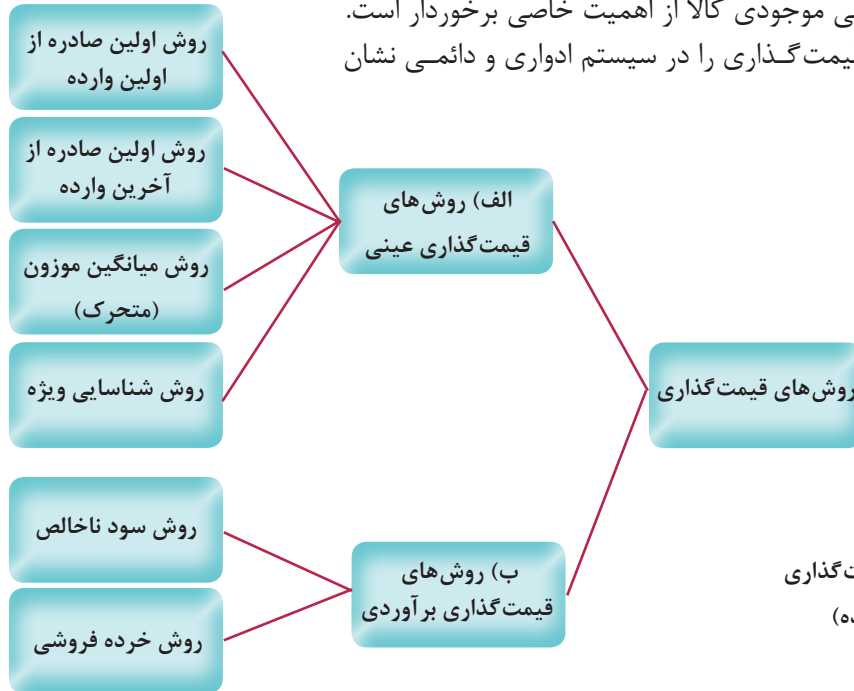 موجودی کالا از اهمیت خاصی برخوردار است.
قیمت‌گـذاری را در سیستم ادواری و دائمـی نشان
روش‌های قیمت‌گذاری
الف) روش‌های
قیمت‌گذاری عینی
روش اولین صادره از
اولین وارده
روش اولین صادره از
آخرین وارده
روش میانگین موزون
(متحرک)
روش شناسایی ویژه
ب) روش‌های
قیمت‌گذاری برآوردی
روش سود ناخالص
روش خرده فروشی